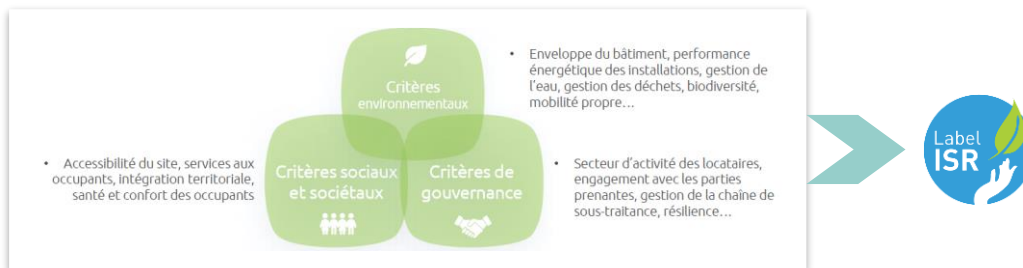 Critères
environnementaux
• Enveloppe du bâtiment, performance
énergétique des installations, gestion de
l'eau, gestion des déchets, biodiversité,
mobilité propre…
• Accessibilité du site, services aux
occupants, intégration territoriale,
santé et confort des occupants
Critères sociaux
et sociétaux
Critères de
gouvernance
• Secteur d'activité des locataires,
engagement avec les parties
prenantes, gestion de la chaîne de
sous-traitance, résilience…
Label
ISR